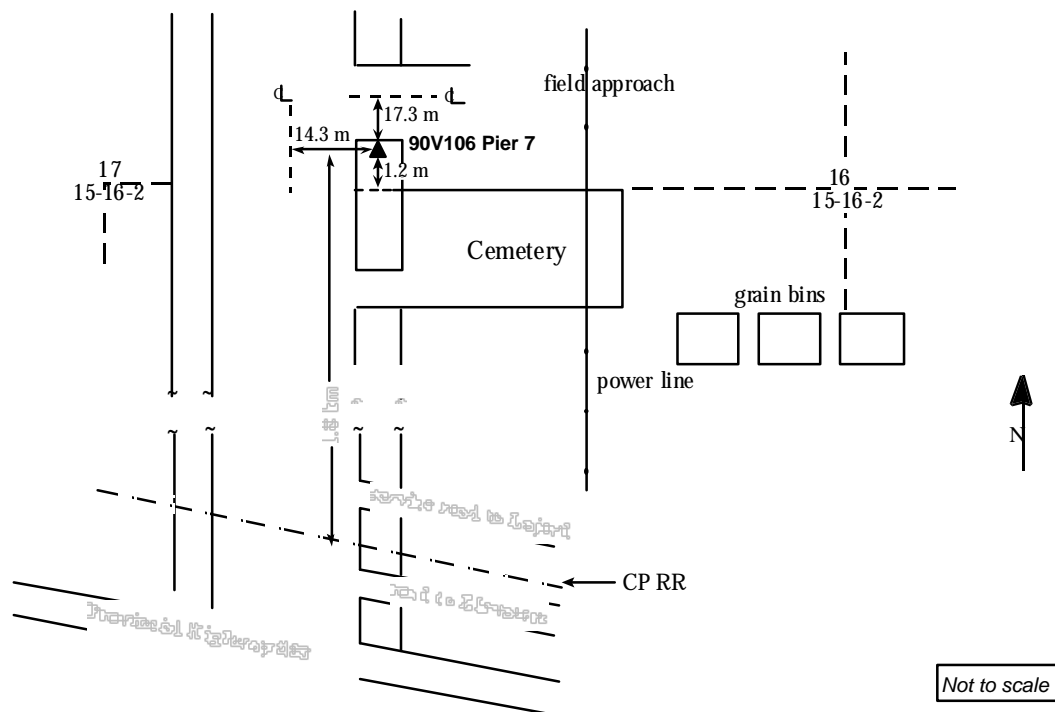 field approach
℄
℄
17.3 m
14.3 m
90V106 Pier 7
1.2 m
17
15-16-2
16
15-16-2
Cemetery
grain bins
power line
N
CP RR
Not to scale